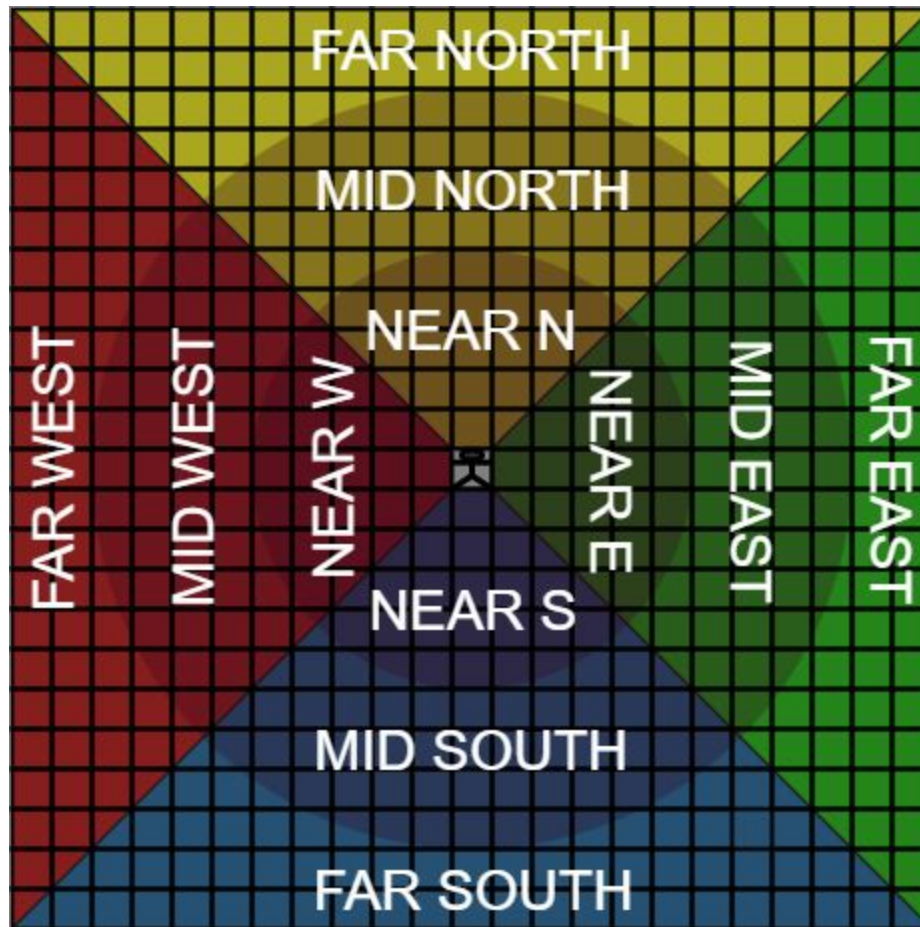 FAR NORTH
MID NORTH
NEAR N
FAR WEST
MID WEST
NEAR W
NEAR E
MID EAST
FAR EAST
NEAR S
MID SOUTH
FAR SOUTH